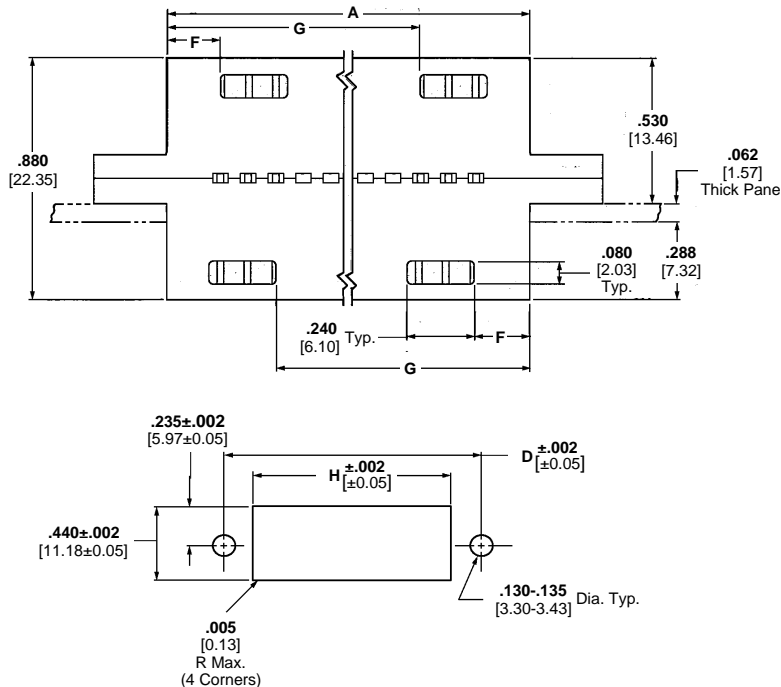 A
G
F
.880
[22.35]
.530
[13.46]
.062
[1.57]
Thick Pane
.080
[2.03]
Typ.
.288
[7.32]
.240
[6.10]
Typ.
F
G
.235±.002
[5.97±0.05]
D ±.002
[±0.05]
H ±.002
[±0.05]
.440±.002
[11.18±0.05]
.130-.135
[3.30-3.43]
Dia. Typ.
.005
[0.13]
R Max.
(4 Corners)